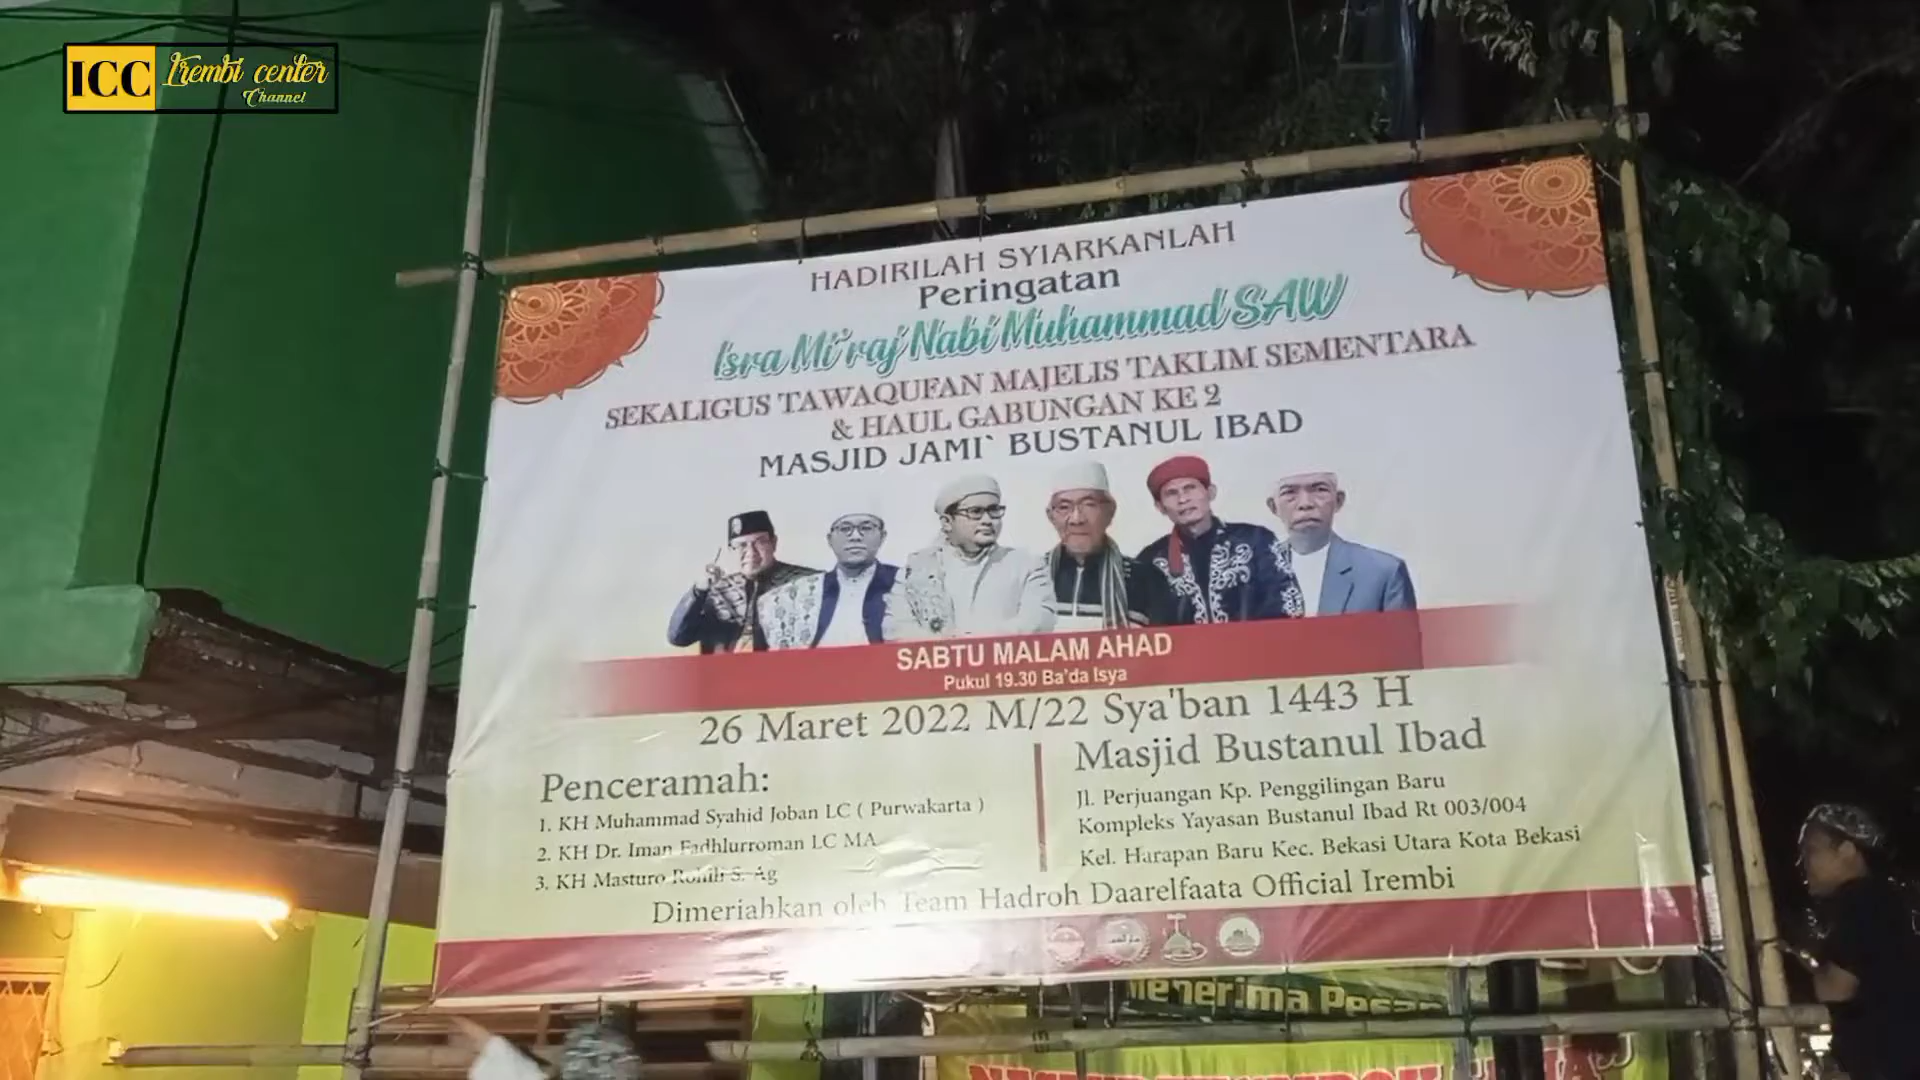 ICC Irembi center
Channel
HADIRILAH SYIARKANLAH
Peringatan
Isra Mi'raj Nabi Muhammad SAW
SEKALIGUS TAWAQUFAN MAJELIS TAKLIM SEMENTARA
& HAUL GABUNGAN KE 2
MASJID JAMI` BUSTANUL IBAD
SABTU MALAM AHAD
Pukul 19.30 Ba'da Isya
26 Maret 2022 M/22 Sya'ban 1443 H
Penceramah:
1. KH Muhammad Syahid Joban LC ( Purwakarta )
2. KH Dr. Iman Fadhlurroman LC MA
3. KH Masturo Rohili S. Ag
Masjid Bustanul Ibad
Jl. Perjuangan Kp. Penggilingan Baru
Kompleks Yayasan Bustanul Ibad Rt 003/004
Kel. Harapan Baru Kec. Bekasi Utara Kota Bekasi
Dimeriahkan oleh Team Hadroh Daarelfaata Official Irembi
Menerima